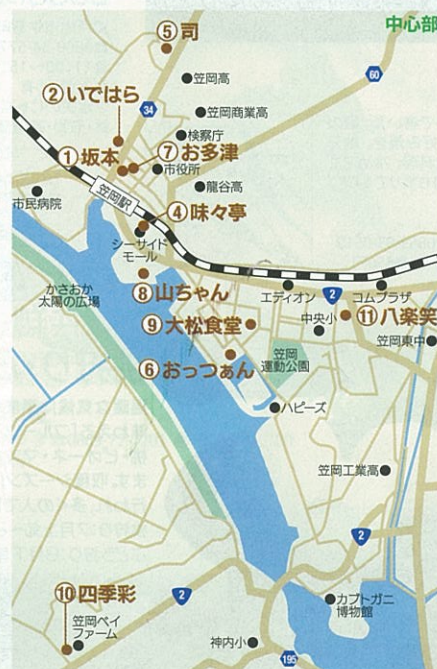 中心部
⑤司
笠岡高
60
②いではら
34
笠岡商業高
検察庁
⑦お多津
①坂本
市役所
龍谷高
笠岡駅
市民病院
④味々亭
シーサイド
モール
かさおか
太陽の広場
⑧山ちゃん
エディオン
2
コムプラザ
⑨大松食堂
中央小
⑪八楽笑
笠岡東中
⑥おっつぁん
笠岡
運動公園
ハピーズ
笠岡工業高
2
⑩四季彩
2
笠岡ベイ
ファーム
カブトガニ
博物館
神内小
195